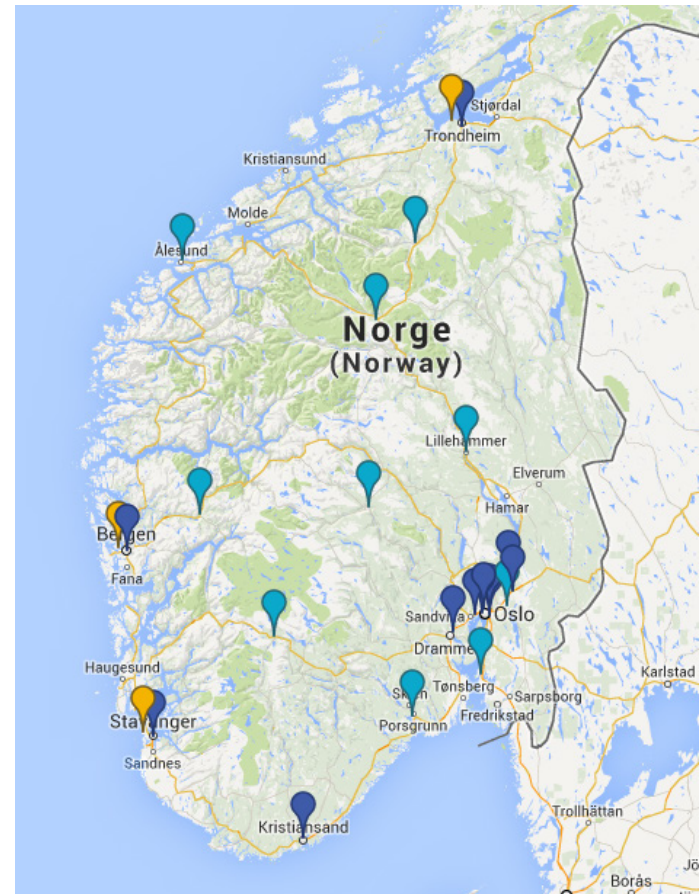 Stjørdal
Trondheim
Kristiansund
Molde
Ålesund
Norge
(Norway)
Lillehammer
Elverum
Hamar
Bergen
Fana
Oslo
Sandvika
Drammen
Haugesund
Karlstad
Skien
Tønsberg
Sarpsborg
Porsgrunn
Fredrikstad
Stavanger
Sandnes
Kristiansand
Trollhättan
Borås
Jö